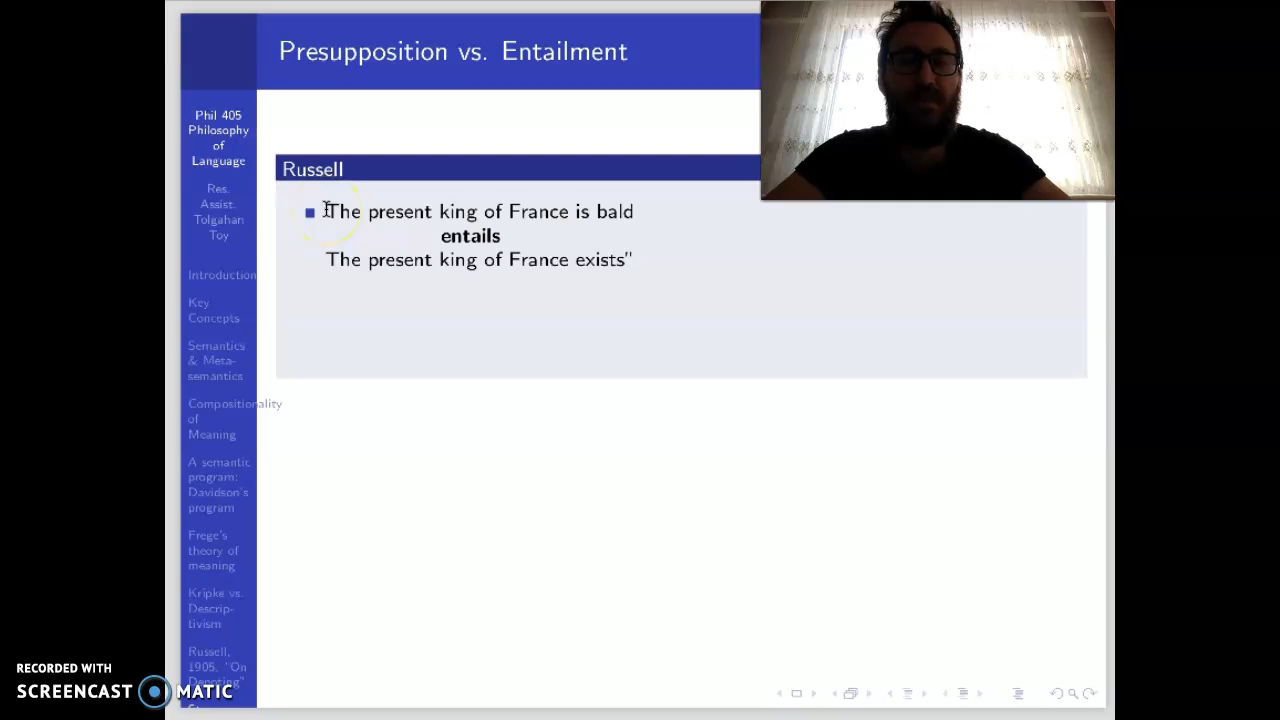 Presupposition vs. Entailment
Phil 405
Philosophy
of
Language
Res.
Assist.
Tolgahan
Toy
Introduction
Key
Concepts
Semantics
& Meta-
semantics
Compositionality
of
Meaning
A semantic
program:
Davidson's
program
Frege's
theory of
meaning
Kripke vs.
Descrip-
tivism
Russell,
1905, "On
Denoting"
Russell
The present king of France is bald
entails
The present king of France exists"
RECORDED WITH
SCREENCAST MATIC